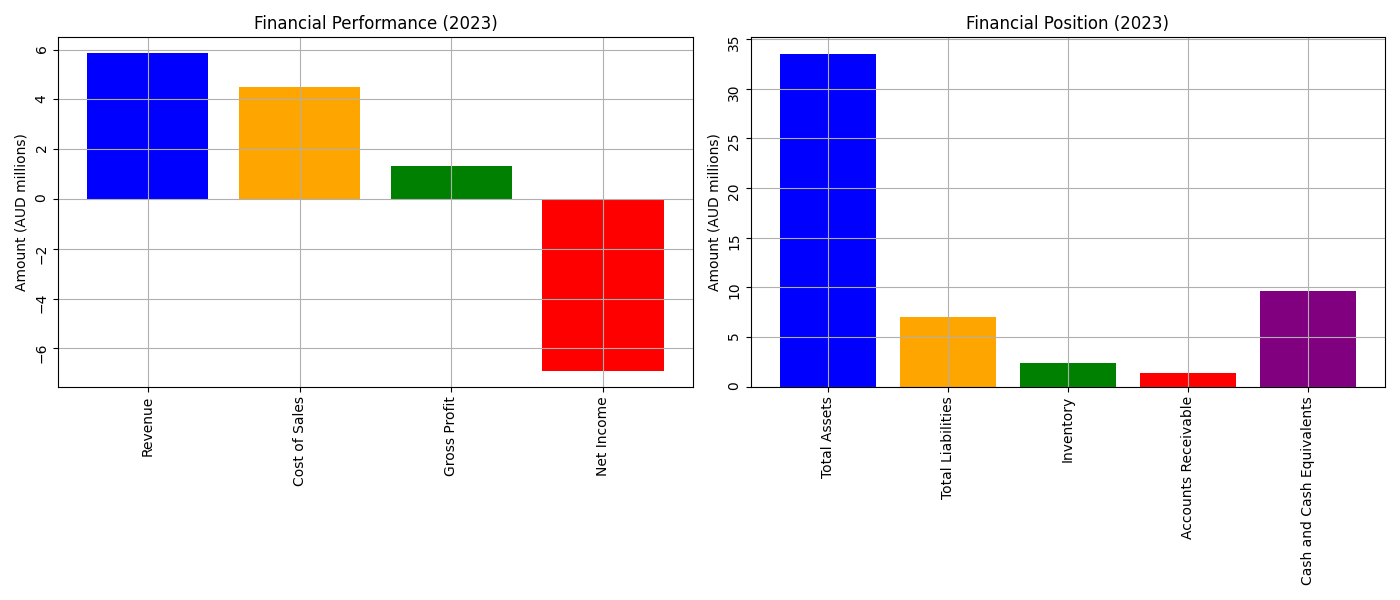 Financial Performance (2023)
Amount (AUD millions)
6
4
2
0
−2
−4
−6
Revenue
Cost of Sales
Gross Profit
Net Income
Financial Position (2023)
Amount (AUD millions)
35
30
25
20
15
10
5
0
Total Assets
Total Liabilities
Inventory
Accounts Receivable
Cash and Cash Equivalents